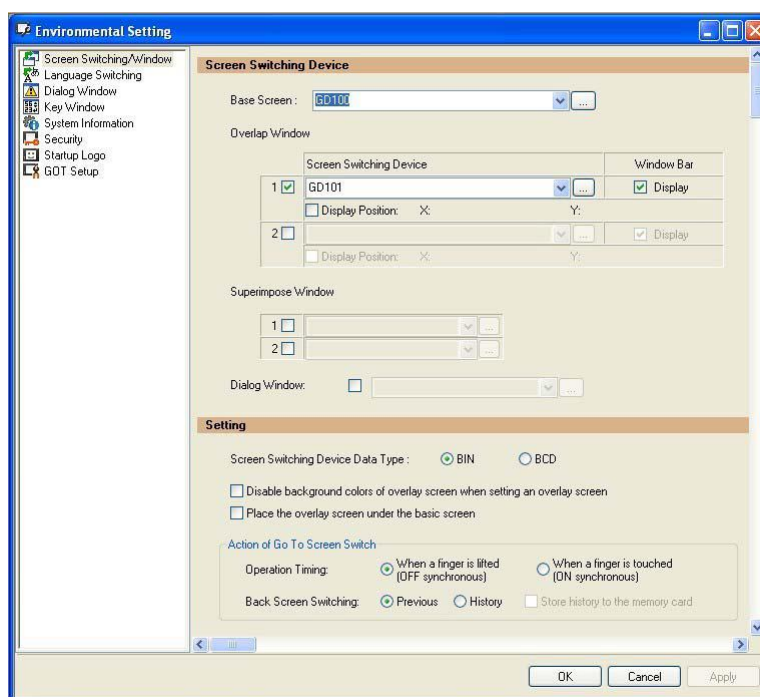 Environmental Setting
Screen Switching/Window
Language Switching
Dialog Window
Key Window
System Information
Security
Startup Logo
GOT Setup
Screen Switching Device
Base Screen : GD100 ...
Overlap Window
Screen Switching Device Window Bar
1 GD101 ... Display
Display Position: X: Y:
2 ... Display
Display Position: X: Y:
Superimpose Window
1 ...
2 ...
Dialog Window: ...
Setting
Screen Switching Device Data Type : BIN BCD
Disable background colors of overlay screen when setting an overlay screen
Place the overlay screen under the basic screen
Action of Go To Screen Switch
Operation Timing: When a finger is lifted (OFF synchronous) When a finger is touched (ON synchronous)
Back Screen Switching: Previous History Store history to the memory card
OK Cancel Apply